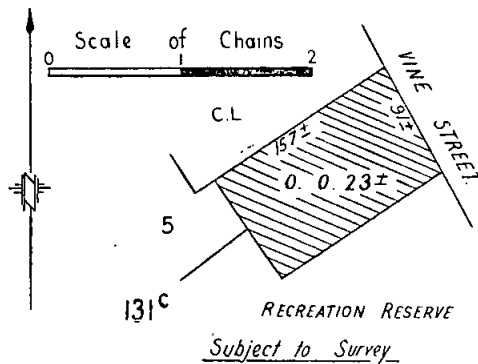 Scale of Chains
0 1 2
C.L
VINE STREET.
157±
91±
0. 0. 23±
5
131c
RECREATION RESERVE
Subject to Survey